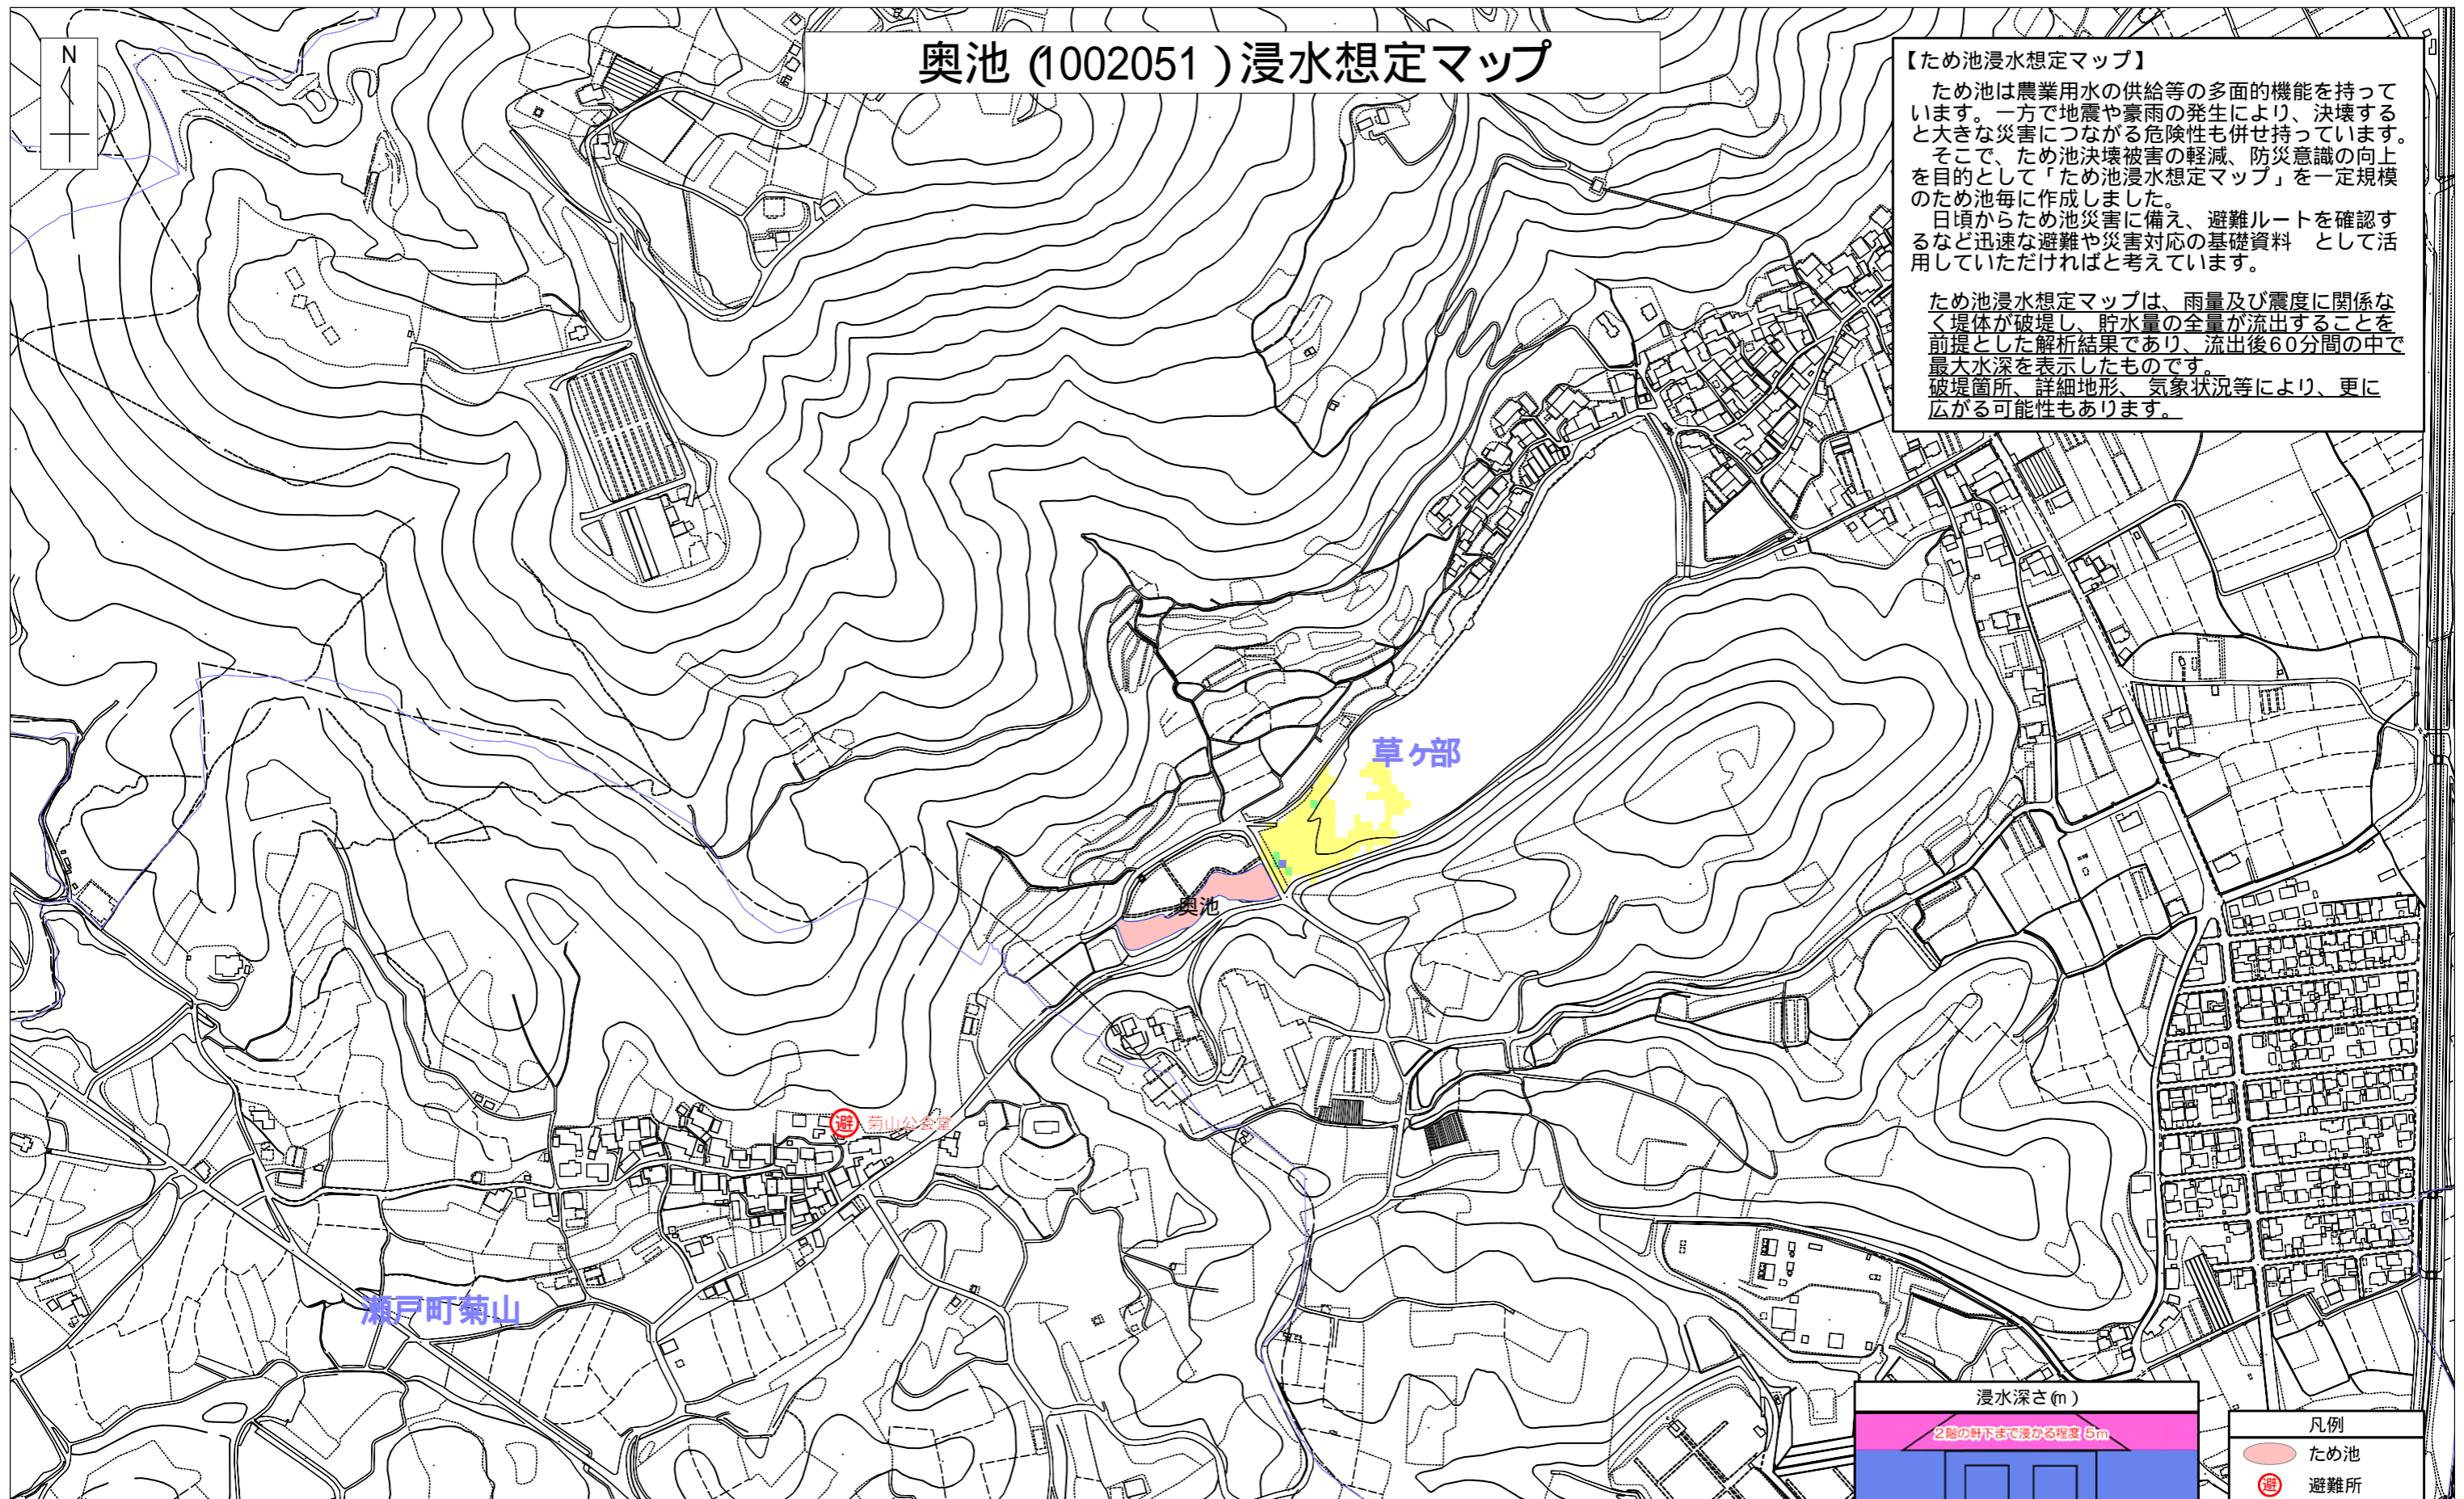 N
奥池(1002051)浸水想定マップ
【ため池浸水想定マップ】
ため池は農業用水の供給等の多面的機能を持って
います。一方で地震や豪雨の発生により、決壊する
と大きな災害につながる危険性も併せ持っています。
そこで、ため池決壊被害の軽減、防災意識の向上
を目的として「ため池浸水想定マップ」を一定規模
のため池毎に作成しました。
日頃からため池災害に備え、避難ルートを確認す
るなど迅速な避難や災害対応の基礎資料　として活
用していただければと考えています。
ため池浸水想定マップは、雨量及び震度に関係な
く堤体が破堤し、貯水量の全量が流出することを
前提とした解析結果であり、流出後60分間の中で
最大水深を表示したものです。
破堤箇所、詳細地形、気象状況等により、更に
広がる可能性もあります。
草ヶ部
奥池
避 菊山公会堂
瀬戸町菊山
浸水深さ(m)
2階の軒下まで浸かる程度 5m
凡例
ため池
避 避難所